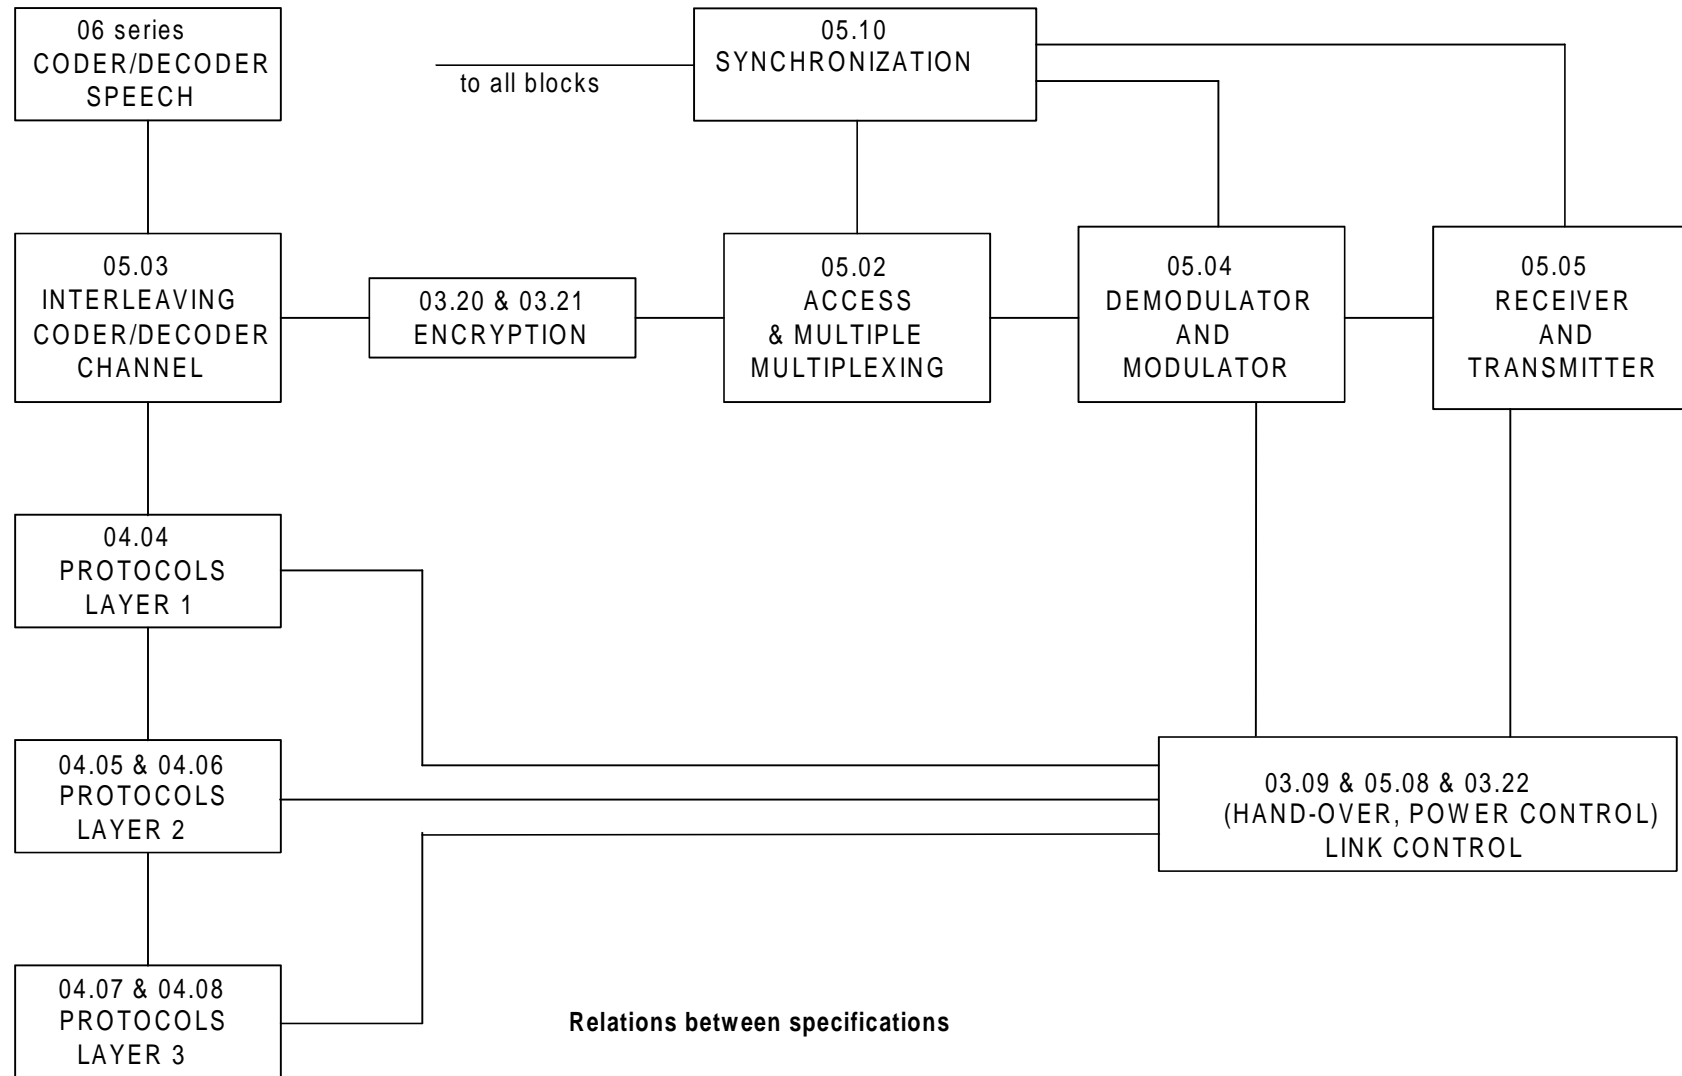 06 series
CODER/DECODER
SPEECH
05.10
SYNCHRONIZATION
to all blocks
05.03
INTERLEAVING
CODER/DECODER
CHANNEL
03.20 & 03.21
ENCRYPTION
05.02
ACCESS
& MULTIPLE
MULTIPLEXING
05.04
DEMODULATOR
AND
MODULATOR
05.05
RECEIVER
AND
TRANSMITTER
04.04
PROTOCOLS
LAYER 1
04.05 & 04.06
PROTOCOLS
LAYER 2
03.09 & 05.08 & 03.22
(HAND-OVER, POWER CONTROL)
LINK CONTROL
04.07 & 04.08
PROTOCOLS
LAYER 3
Relations between specifications